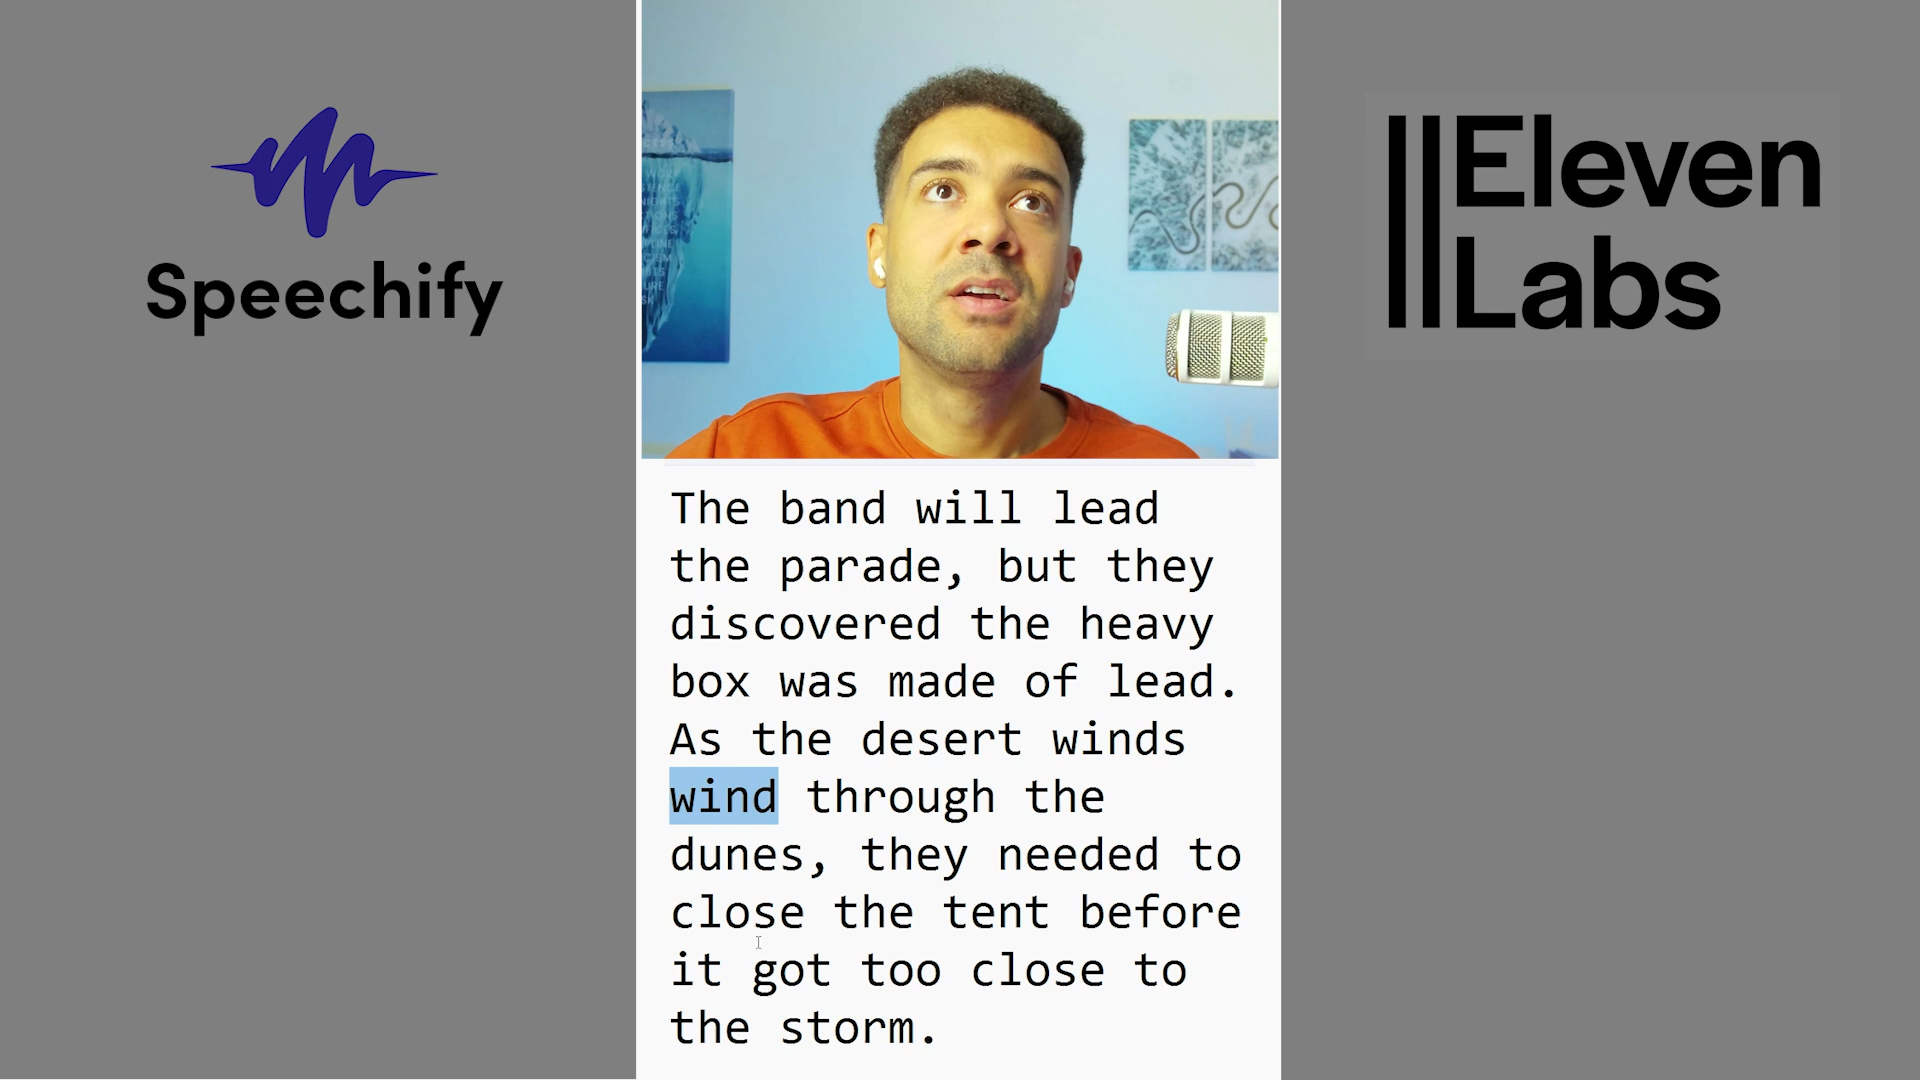 Speechify
ElevenLabs
The band will lead
the parade, but they
discovered the heavy
box was made of lead.
As the desert winds
wind through the
dunes, they needed to
close the tent before
it got too close to
the storm.